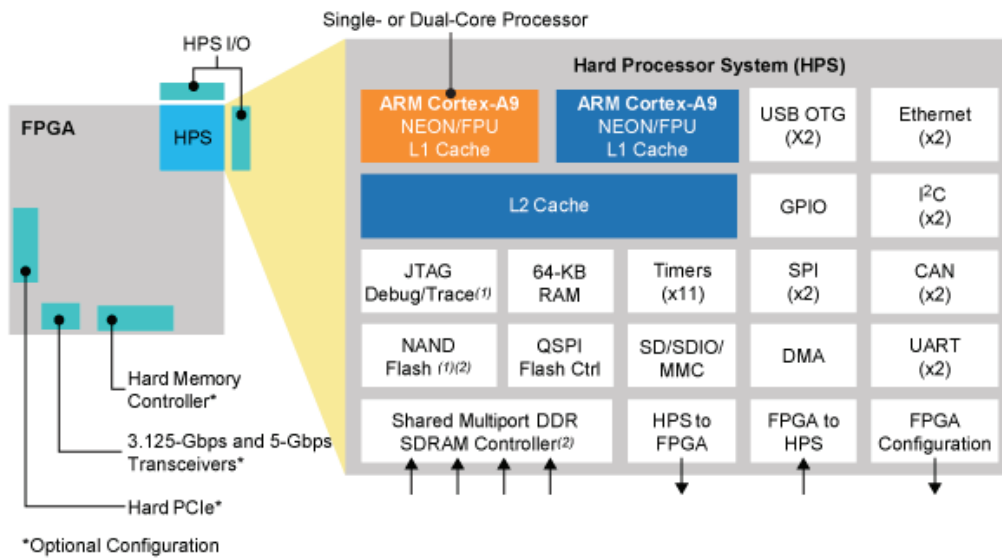 Single- or Dual-Core Processor
HPS I/O
FPGA
HPS
Hard Processor System (HPS)
ARM Cortex-A9
NEON/FPU
L1 Cache
ARM Cortex-A9
NEON/FPU
L1 Cache
USB OTG
(X2)
Ethernet
(x2)
L2 Cache
GPIO
I²C
(x2)
JTAG
Debug/Trace(1)
64-KB
RAM
Timers
(x11)
SPI
(x2)
CAN
(x2)
NAND
Flash (1)(2)
QSPI
Flash Ctrl
SD/SDIO/
MMC
DMA
UART
(x2)
Shared Multiport DDR
SDRAM Controller(2)
HPS to
FPGA
FPGA to
HPS
FPGA
Configuration
Hard Memory
Controller*
3.125-Gbps and 5-Gbps
Transceivers*
Hard PCIe*
*Optional Configuration